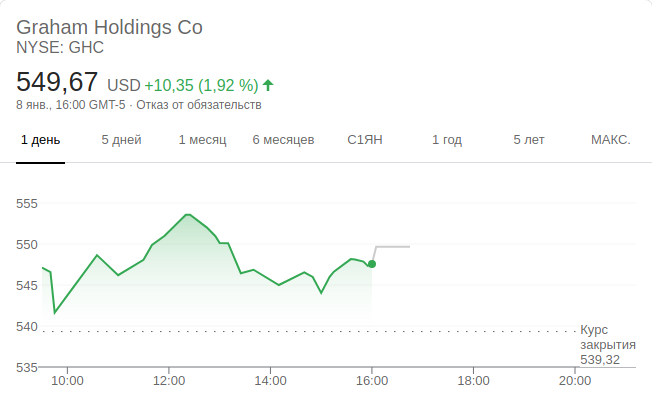 Graham Holdings Co
NYSE: GHC
549,67 USD +10,35 (1,92 %)
8 янв., 16:00 GMT-5 · Отказ от обязательств
1 день 5 дней 1 месяц 6 месяцев С1ЯН 1 год 5 лет МАКС.
555
550
545
540
535
Курс
закрытия
539,32
10:00 12:00 14:00 16:00 18:00 20:00